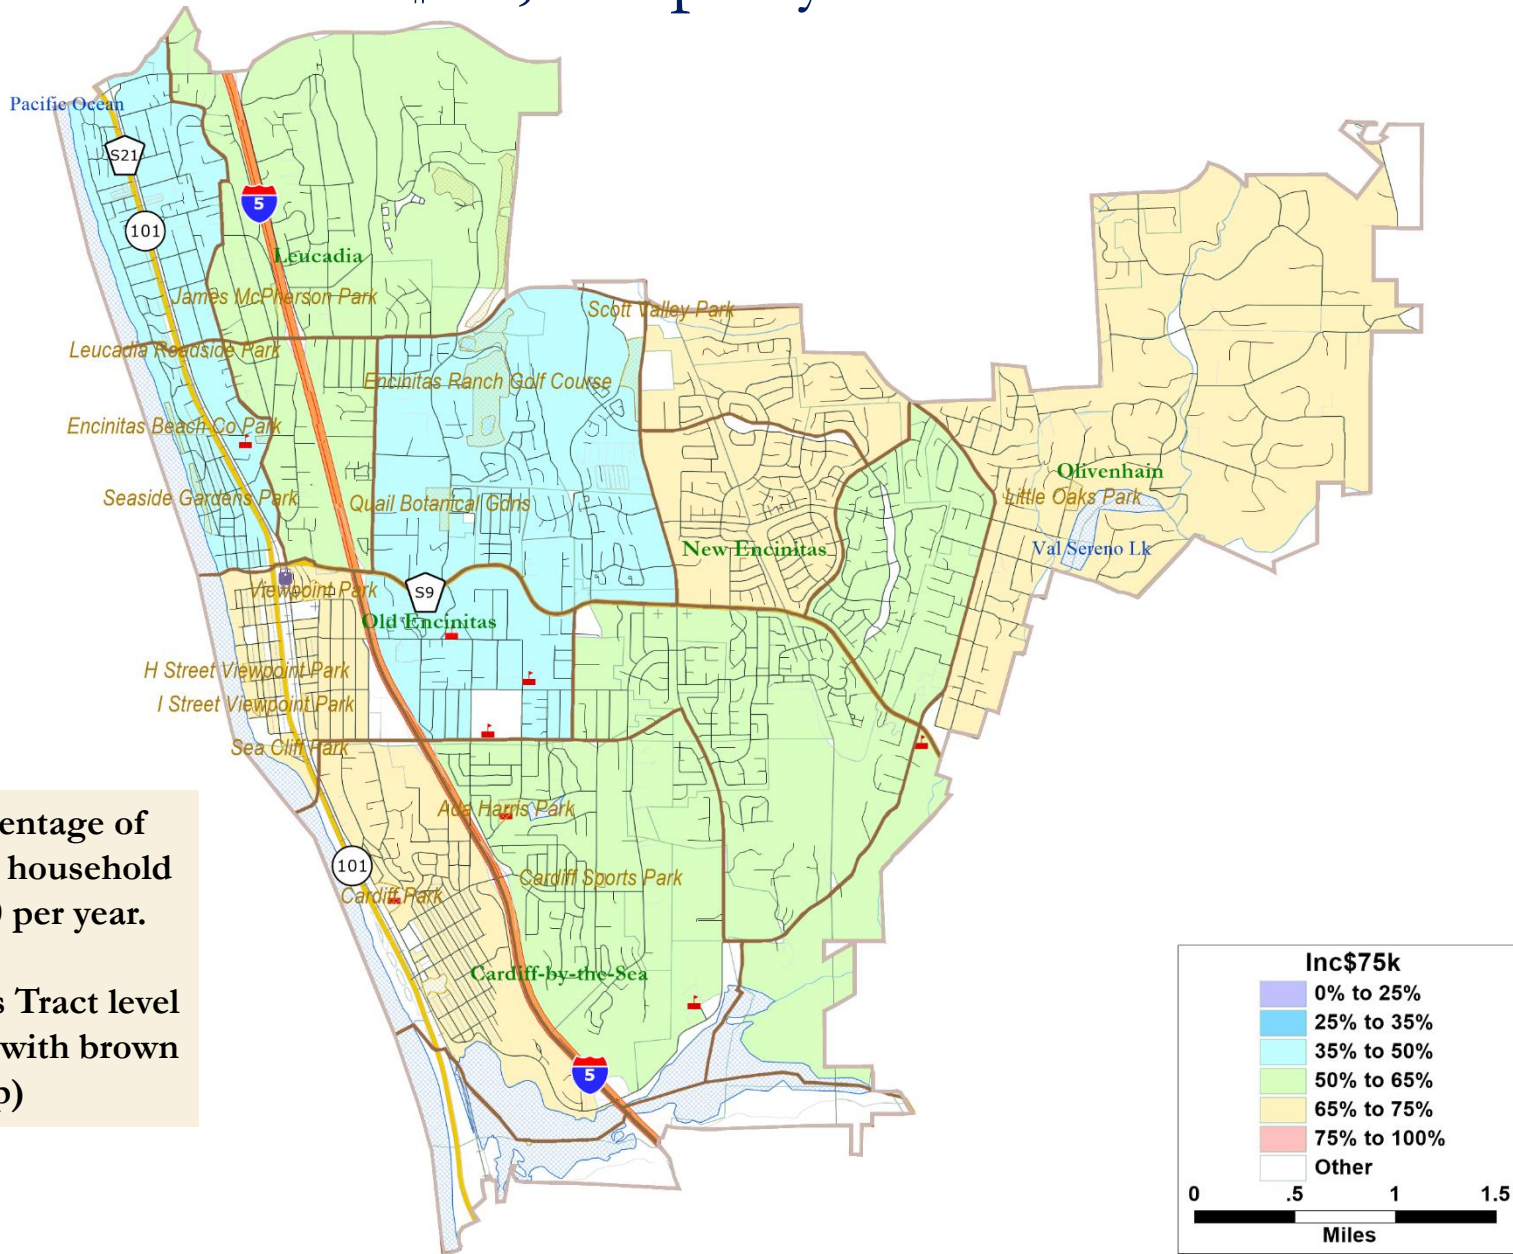 Pacific Ocean
S21
5
101
Leucadia
James McPherson Park
Scott Valley Park
Leucadia Roadside Park
Encinitas Ranch Golf Course
Encinitas Beach Co Park
Olivenhain
Seaside Gardens Park
Quail Botanical Gdns
Little Oaks Park
New Encinitas
Val Sereno Lk
Viewpoint Park
S9
Old Encinitas
H Street Viewpoint Park
I Street Viewpoint Park
Sea Cliff Park
Ada Harris Park
101
Cardiff Sports Park
Cardiff Park
Cardiff-by-the-Sea
5
entage of
household
per year.
s Tract level
with brown
Inc$75k
0% to 25%
25% to 35%
35% to 50%
50% to 65%
65% to 75%
75% to 100%
Other
0 .5 1 1.5
Miles